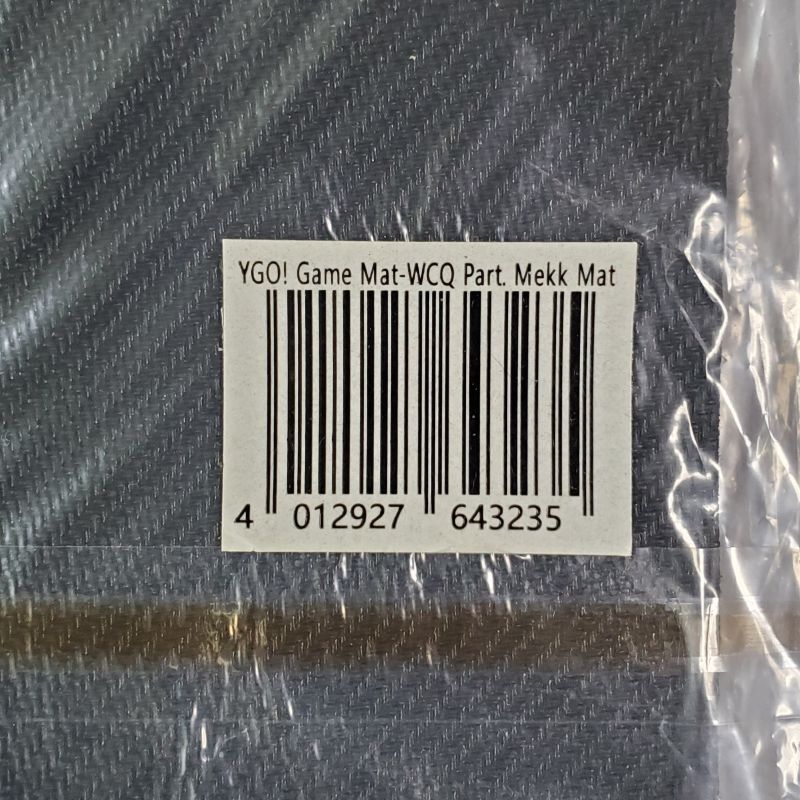 YGO! Game Mat-WCQ Part. Mekk Mat
4 012927 643235